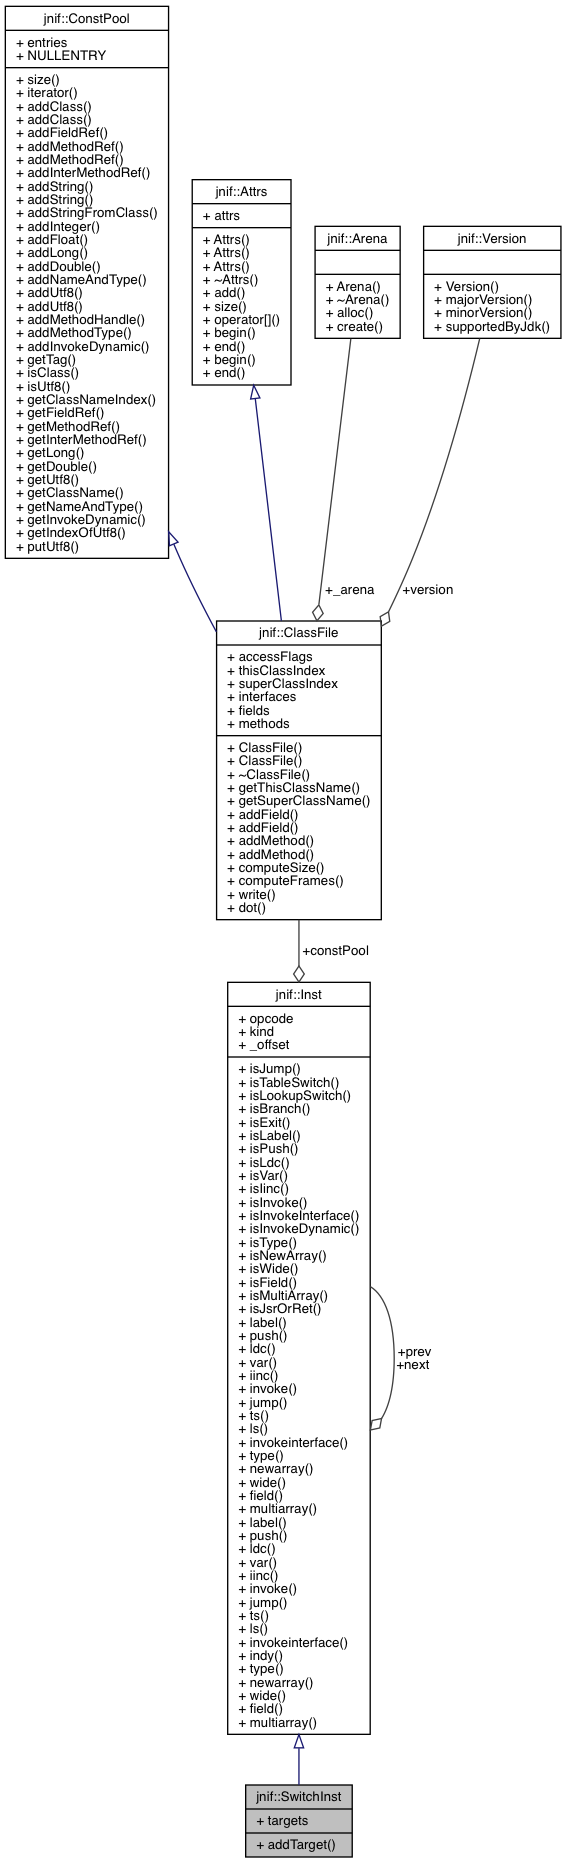 jnif::ConstPool
+ entries
+ NULLENTRY
+ size()
+ iterator()
+ addClass()
+ addClass()
+ addFieldRef()
+ addMethodRef()
+ addMethodRef()
+ addInterMethodRef()
+ addString()
+ addString()
+ addStringFromClass()
+ addInteger()
+ addFloat()
+ addLong()
+ addDouble()
+ addNameAndType()
+ addUtf8()
+ addUtf8()
+ addMethodHandle()
+ addMethodType()
+ addInvokeDynamic()
+ getTag()
+ isClass()
+ isUtf8()
+ getClassNameIndex()
+ getFieldRef()
+ getMethodRef()
+ getInterMethodRef()
+ getLong()
+ getDouble()
+ getUtf8()
+ getClassName()
+ getNameAndType()
+ getInvokeDynamic()
+ getIndexOfUtf8()
+ putUtf8()
jnif::Attrs
+ attrs
+ Attrs()
+ Attrs()
+ Attrs()
+ ~Attrs()
+ add()
+ size()
+ operator[]()
+ begin()
+ end()
+ begin()
+ end()
jnif::Arena
+ Arena()
+ ~Arena()
+ alloc()
+ create()
jnif::Version
+ Version()
+ majorVersion()
+ minorVersion()
+ supportedByJdk()
+_arena
+version
jnif::ClassFile
+ accessFlags
+ thisClassIndex
+ superClassIndex
+ interfaces
+ fields
+ methods
+ ClassFile()
+ ClassFile()
+ ~ClassFile()
+ getThisClassName()
+ getSuperClassName()
+ addField()
+ addField()
+ addMethod()
+ addMethod()
+ computeSize()
+ computeFrames()
+ write()
+ dot()
+constPool
jnif::Inst
+ opcode
+ kind
+ _offset
+ isJump()
+ isTableSwitch()
+ isLookupSwitch()
+ isBranch()
+ isExit()
+ isLabel()
+ isPush()
+ isLdc()
+ isVar()
+ isIinc()
+ isInvoke()
+ isInvokeInterface()
+ isInvokeDynamic()
+ isType()
+ isNewArray()
+ isWide()
+ isField()
+ isMultiArray()
+ isJsrOrRet()
+ label()
+ push()
+ ldc()
+ var()
+ iinc()
+ invoke()
+ jump()
+ ts()
+ ls()
+ invokeinterface()
+ type()
+ newarray()
+ wide()
+ field()
+ multiarray()
+ label()
+ push()
+ ldc()
+ var()
+ iinc()
+ invoke()
+ jump()
+ ts()
+ ls()
+ invokeinterface()
+ indy()
+ type()
+ newarray()
+ wide()
+ field()
+ multiarray()
+prev
+next
jnif::SwitchInst
+ targets
+ addTarget()